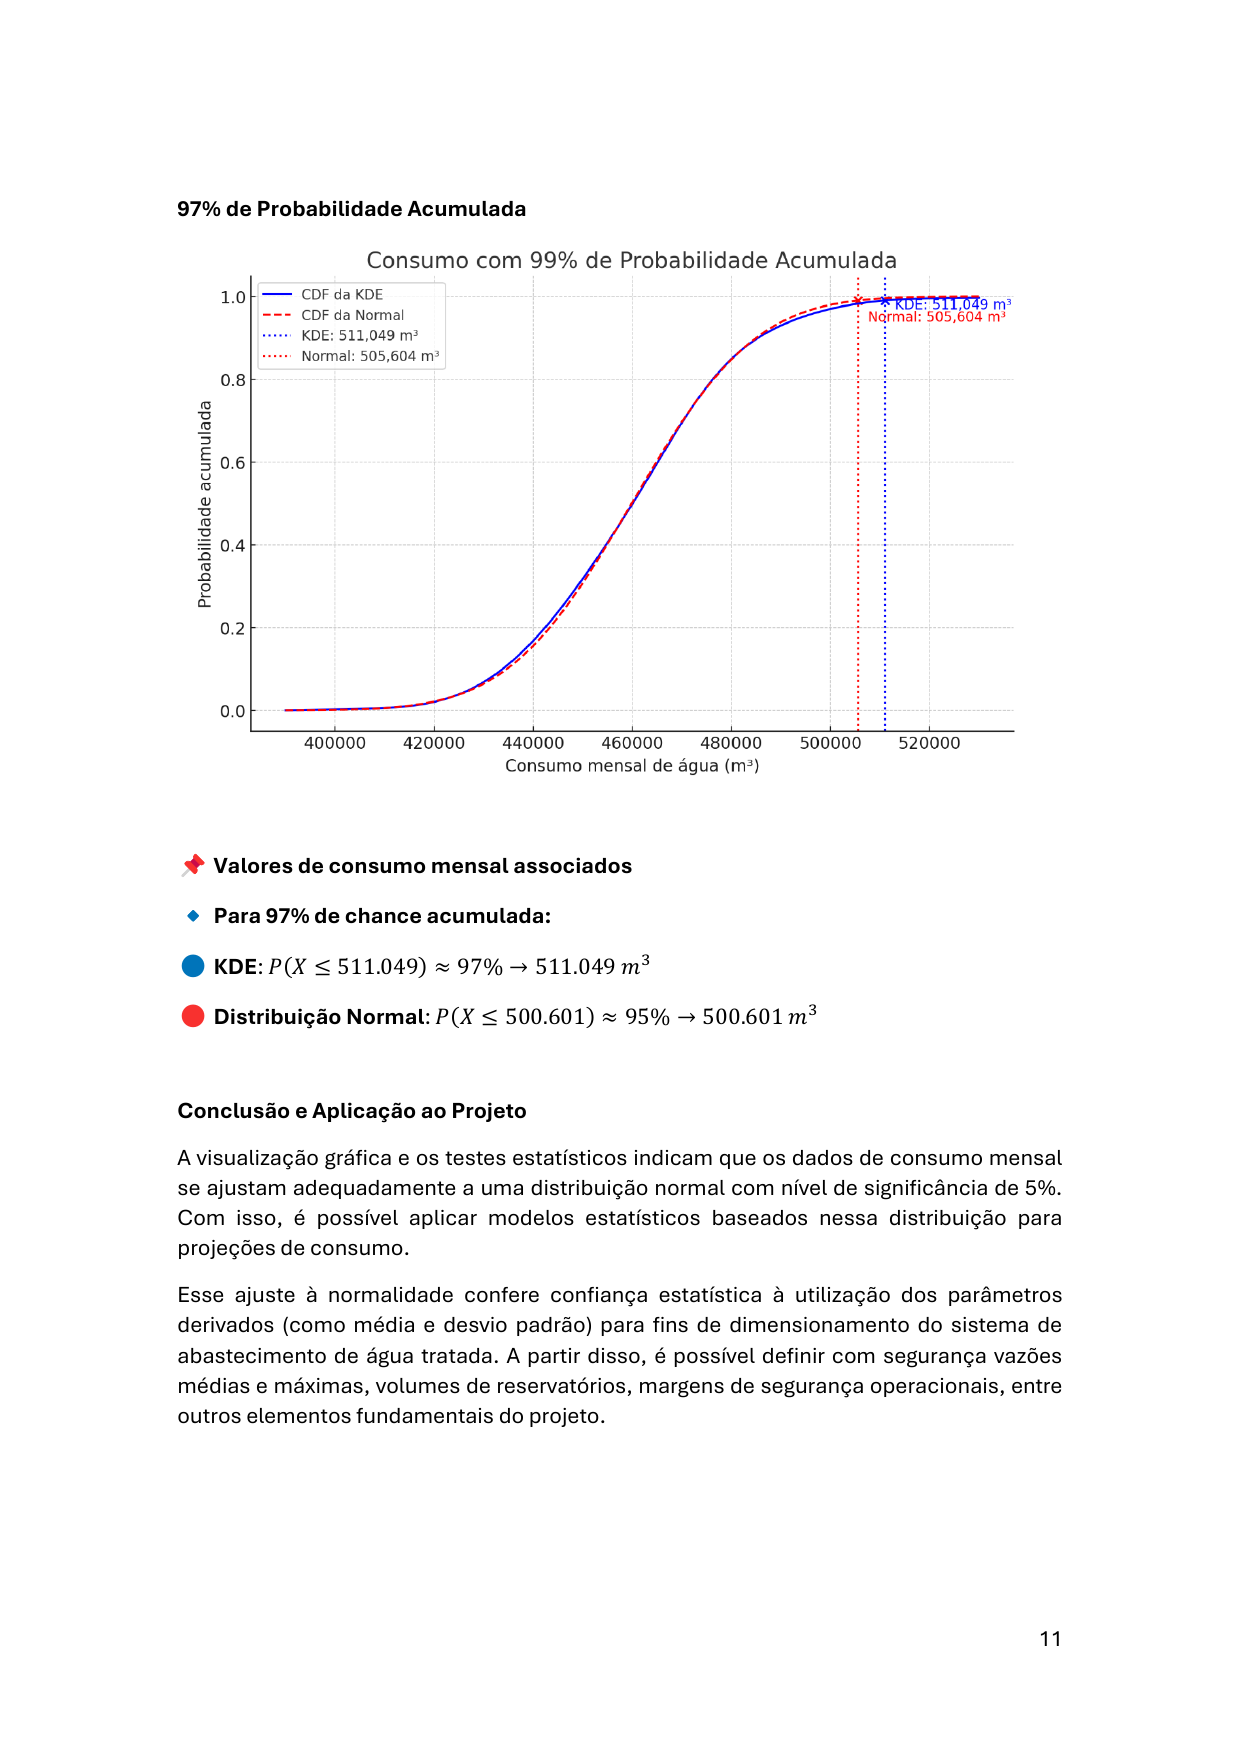 97% de Probabilidade Acumulada
Consumo com 99% de Probabilidade Acumulada
CDF da KDE
CDF da Normal
KDE: 511,049 m³
Normal: 505,604 m³
KDE: 511,049 m³
Normal: 505,604 m³
1.0
0.8
0.6
0.4
0.2
0.0
Probabilidade acumulada
400000 420000 440000 460000 480000 500000 520000
Consumo mensal de água (m³)
📌 Valores de consumo mensal associados
🔹 Para 97% de chance acumulada:
🔵 KDE: P(X ≤ 511.049) ≈ 97% → 511.049 m³
🔴 Distribuição Normal: P(X ≤ 500.601) ≈ 95% → 500.601 m³
Conclusão e Aplicação ao Projeto
A visualização gráfica e os testes estatísticos indicam que os dados de consumo mensal
se ajustam adequadamente a uma distribuição normal com nível de significância de 5%.
Com isso, é possível aplicar modelos estatísticos baseados nessa distribuição para
projeções de consumo.
Esse ajuste à normalidade confere confiança estatística à utilização dos parâmetros
derivados (como média e desvio padrão) para fins de dimensionamento do sistema de
abastecimento de água tratada. A partir disso, é possível definir com segurança vazões
médias e máximas, volumes de reservatórios, margens de segurança operacionais, entre
outros elementos fundamentais do projeto.
11